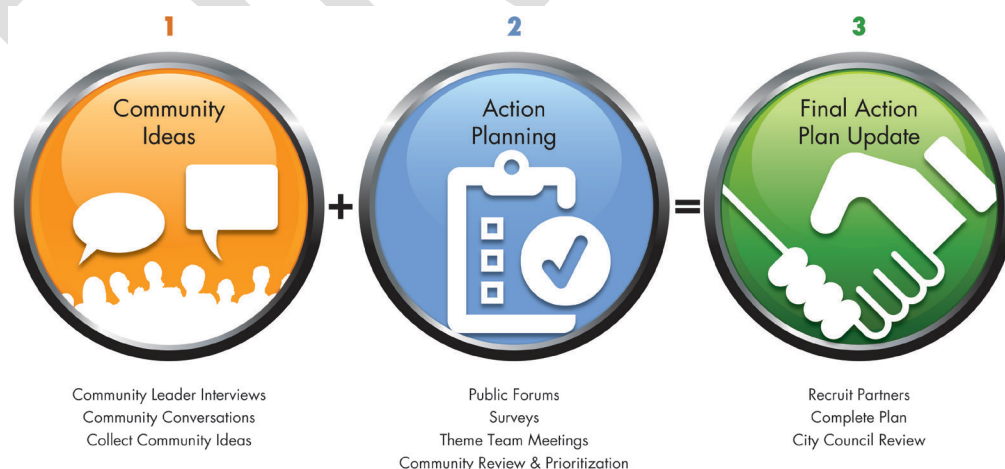 1
Community
Ideas
+
2
Action
Planning
=
3
Final Action
Plan Update
Community Leader Interviews
Community Conversations
Collect Community Ideas
Public Forums
Surveys
Theme Team Meetings
Community Review & Prioritization
Recruit Partners
Complete Plan
City Council Review